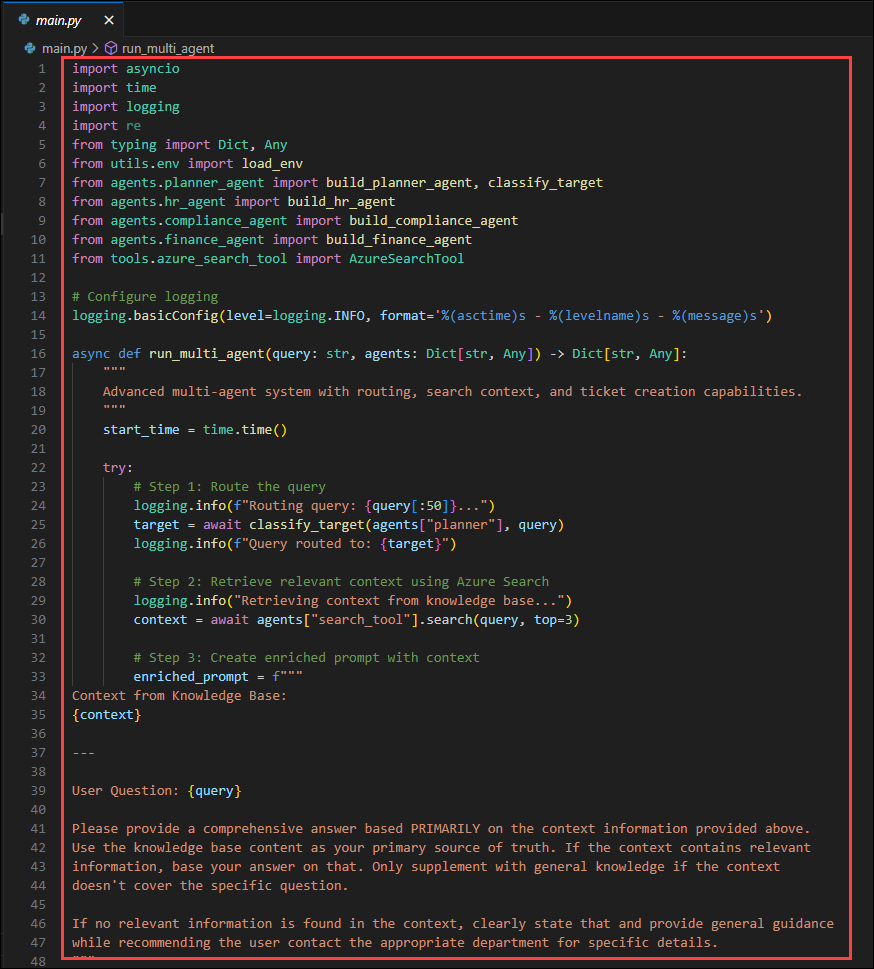 main.py ×
main.py > run_multi_agent
1 import asyncio
2 import time
3 import logging
4 import re
5 from typing import Dict, Any
6 from utils.env import load_env
7 from agents.planner_agent import build_planner_agent, classify_target
8 from agents.hr_agent import build_hr_agent
9 from agents.compliance_agent import build_compliance_agent
10 from agents.finance_agent import build_finance_agent
11 from tools.azure_search_tool import AzureSearchTool
12
13 # Configure logging
14 logging.basicConfig(level=logging.INFO, format='%(asctime)s - %(levelname)s - %(message)s')
15
16 async def run_multi_agent(query: str, agents: Dict[str, Any]) -> Dict[str, Any]:
17     """
18     Advanced multi-agent system with routing, search context, and ticket creation capabilities.
19     """
20     start_time = time.time()
21
22     try:
23         # Step 1: Route the query
24         logging.info(f"Routing query: {query[:50]}...")
25         target = await classify_target(agents["planner"], query)
26         logging.info(f"Query routed to: {target}")
27
28         # Step 2: Retrieve relevant context using Azure Search
29         logging.info("Retrieving context from knowledge base...")
30         context = await agents["search_tool"].search(query, top=3)
31
32         # Step 3: Create enriched prompt with context
33         enriched_prompt = f"""
34 Context from Knowledge Base:
35 {context}
36
37 ---
38
39 User Question: {query}
40
41 Please provide a comprehensive answer based PRIMARILY on the context information provided above.
42 Use the knowledge base content as your primary source of truth. If the context contains relevant
43 information, base your answer on that. Only supplement with general knowledge if the context
44 doesn't cover the specific question.
45
46 If no relevant information is found in the context, clearly state that and provide general guidance
47 while recommending the user contact the appropriate department for specific details.
48 """